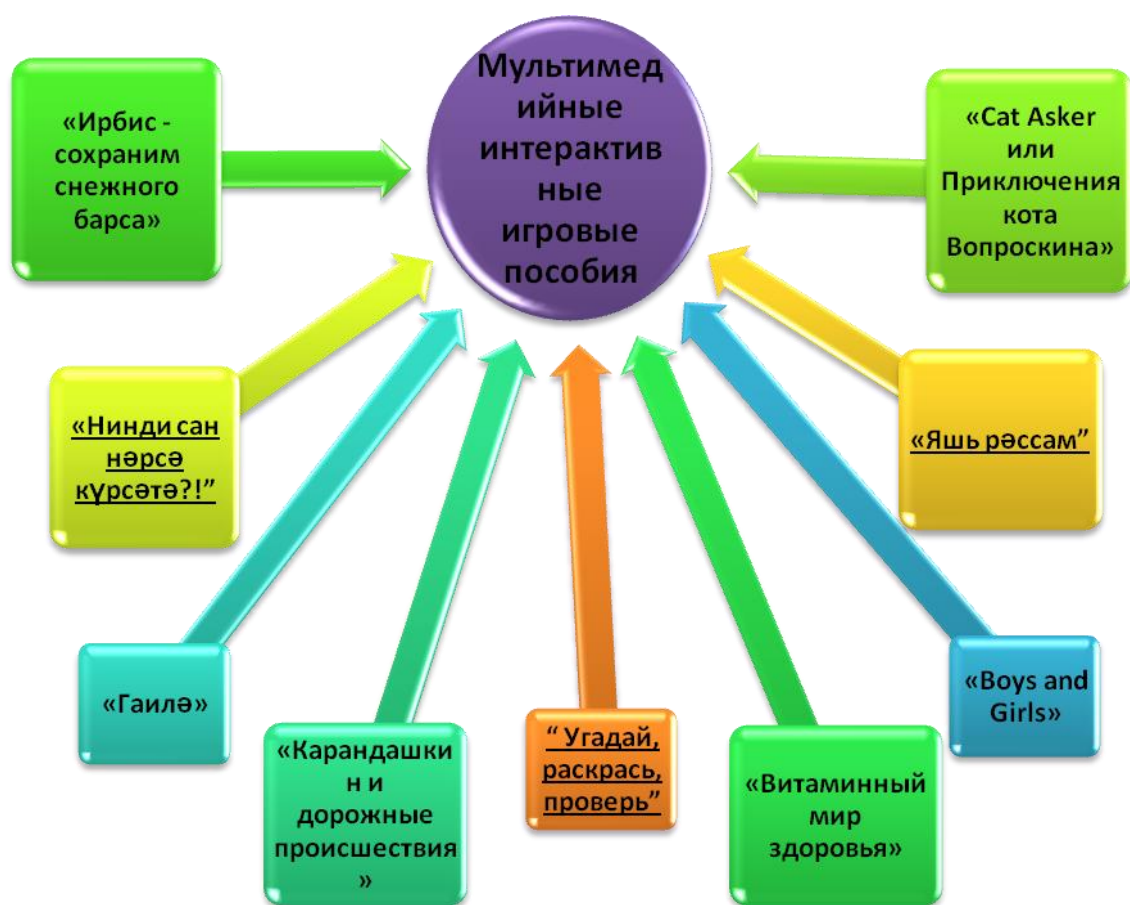 Мультимед
ийные
интерактив
ные
игровые
пособия
«Ирбис -
сохраним
снежного
барса»
«Cat Asker
или
Приключения
кота
Вопроскина»
«Нинди сан
нәрсә
күрсәтә?!”
«Яшь рәссам”
«Гаилә»
«Boys and
Girls»
«Карандашки
н и
дорожные
происшествия
»
“ Угадай,
раскрась,
проверь”
«Витаминный
мир
здоровья»